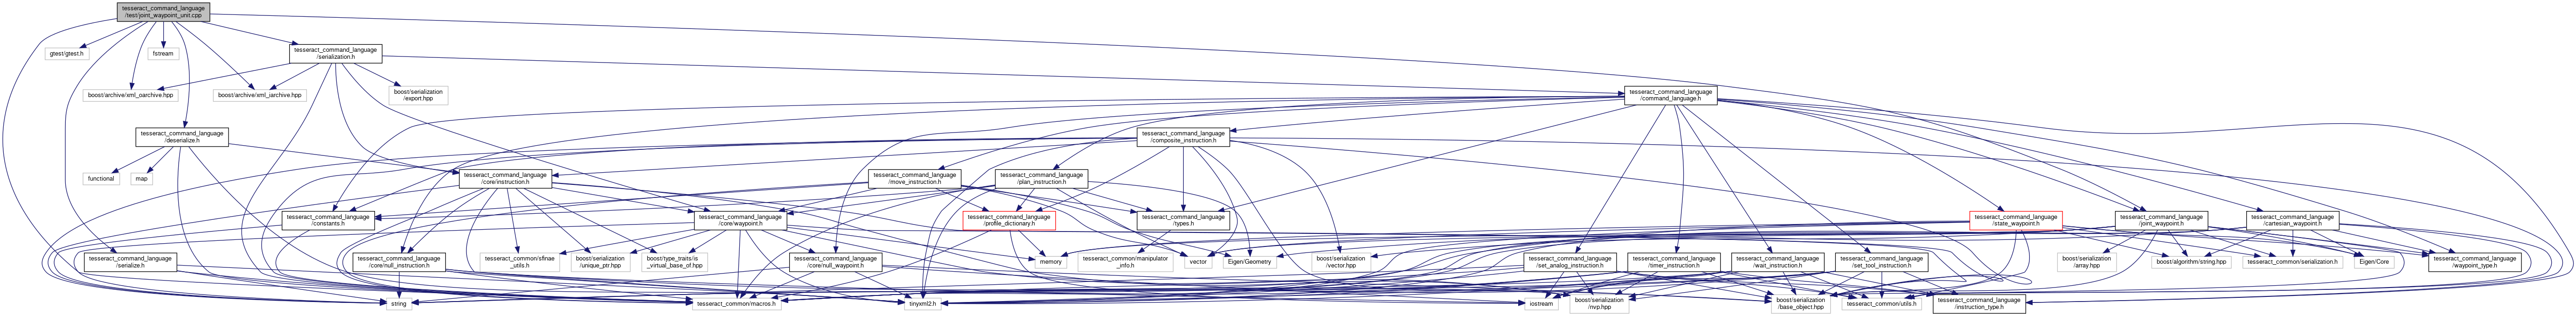 tesseract_command_language
/test/joint_waypoint_unit.cpp
gtest/gtest.h
fstream
tesseract_command_language
/serialization.h
boost/archive/xml_oarchive.hpp
boost/archive/xml_iarchive.hpp
boost/serialization
/export.hpp
tesseract_command_language
/command_language.h
tesseract_command_language
/deserialize.h
tesseract_command_language
/composite_instruction.h
functional
map
tesseract_command_language
/core/instruction.h
tesseract_command_language
/move_instruction.h
tesseract_command_language
/plan_instruction.h
tesseract_command_language
/constants.h
tesseract_command_language
/core/waypoint.h
tesseract_command_language
/profile_dictionary.h
tesseract_command_language
/types.h
tesseract_command_language
/state_waypoint.h
tesseract_command_language
/joint_waypoint.h
tesseract_command_language
/cartesian_waypoint.h
tesseract_command_language
/serialize.h
tesseract_command_language
/core/null_instruction.h
tesseract_common/sfinae
_utils.h
boost/serialization
/unique_ptr.hpp
boost/type_traits/is
_virtual_base_of.hpp
tesseract_command_language
/core/null_waypoint.h
memory
tesseract_common/manipulator
_info.h
vector
Eigen/Geometry
boost/serialization
/vector.hpp
tesseract_command_language
/set_analog_instruction.h
tesseract_command_language
/timer_instruction.h
tesseract_command_language
/wait_instruction.h
tesseract_command_language
/set_tool_instruction.h
boost/serialization
/array.hpp
boost/algorithm/string.hpp
tesseract_common/serialization.h
Eigen/Core
tesseract_command_language
/waypoint_type.h
string
tesseract_common/macros.h
tinyxml2.h
iostream
boost/serialization
/nvp.hpp
boost/serialization
/base_object.hpp
tesseract_common/utils.h
tesseract_command_language
/instruction_type.h